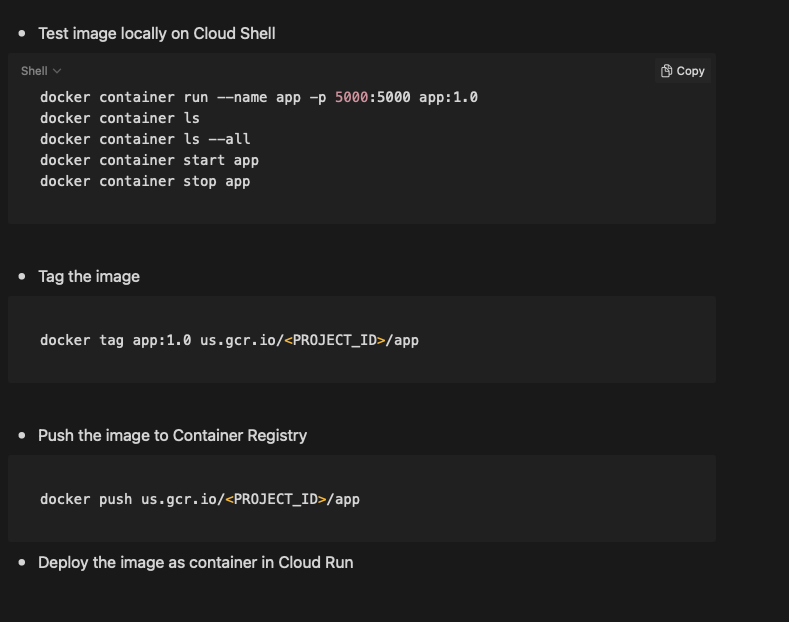 Test image locally on Cloud Shell
Shell
Copy
docker container run --name app -p 5000:5000 app:1.0
docker container ls
docker container ls --all
docker container start app
docker container stop app
Tag the image
docker tag app:1.0 us.gcr.io/<PROJECT_ID>/app
Push the image to Container Registry
docker push us.gcr.io/<PROJECT_ID>/app
Deploy the image as container in Cloud Run